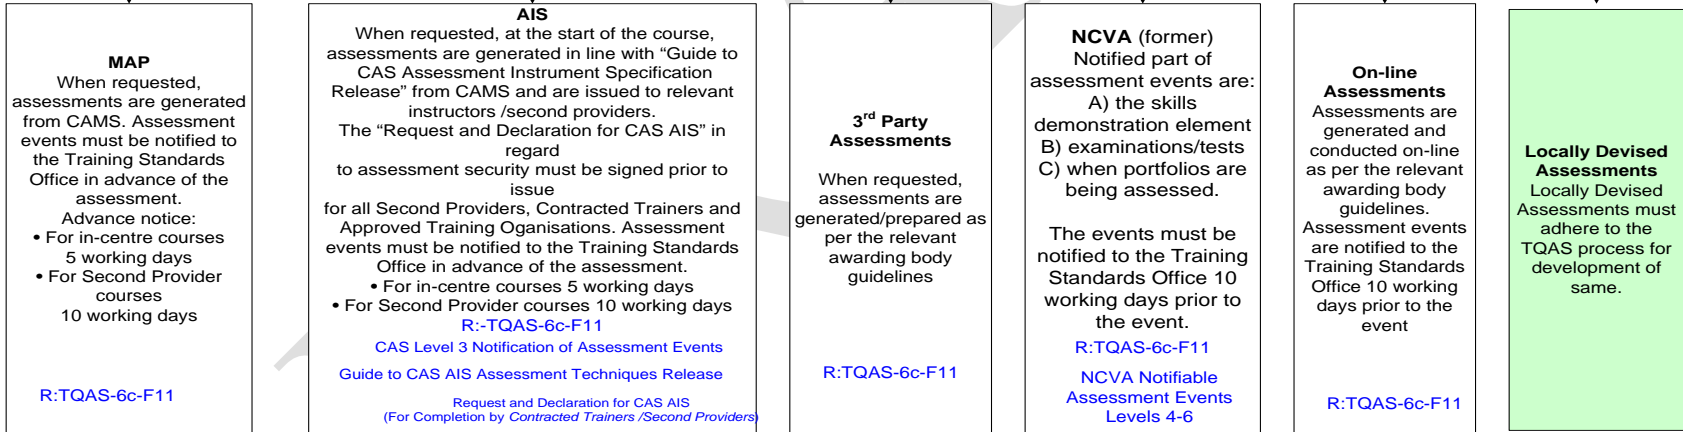 MAP
When requested,
assessments are generated
from CAMS. Assessment
events must be notified to
the Training Standards
Office in advance of the
assessment.
Advance notice:
• For in-centre courses
5 working days
• For Second Provider
courses
10 working days
R:TQAS-6c-F11
AIS
When requested, at the start of the course,
assessments are generated in line with “Guide to
CAS Assessment Instrument Specification
Release” from CAMS and are issued to relevant
instructors /second providers.
The “Request and Declaration for CAS AIS” in
regard
to assessment security must be signed prior to
issue
for all Second Providers, Contracted Trainers and
Approved Training Oganisations. Assessment
events must be notified to the Training Standards
Office in advance of the assessment.
• For in-centre courses 5 working days
• For Second Provider courses 10 working days
R:-TQAS-6c-F11
CAS Level 3 Notification of Assessment Events
Guide to CAS AIS Assessment Techniques Release
Request and Declaration for CAS AIS
(For Completion by Contracted Trainers /Second Providers)
3rd Party
Assessments
When requested,
assessments are
generated/prepared as
per the relevant
awarding body
guidelines
R:TQAS-6c-F11
NCVA (former)
Notified part of
assessment events are:
A) the skills
demonstration element
B) examinations/tests
C) when portfolios are
being assessed.
The events must be
notified to the Training
Standards Office 10
working days prior to
the event.
R:TQAS-6c-F11
NCVA Notifiable
Assessment Events
Levels 4-6
On-line
Assessments
Assessments are
generated and
conducted on-line
as per the relevant
awarding body
guidelines.
Assessment events
are notified to the
Training Standards
Office 10 working
days prior to the
event
R:TQAS-6c-F11
Locally Devised
Assessments
Locally Devised
Assessments must
adhere to the
TQAS process for
development of
same.